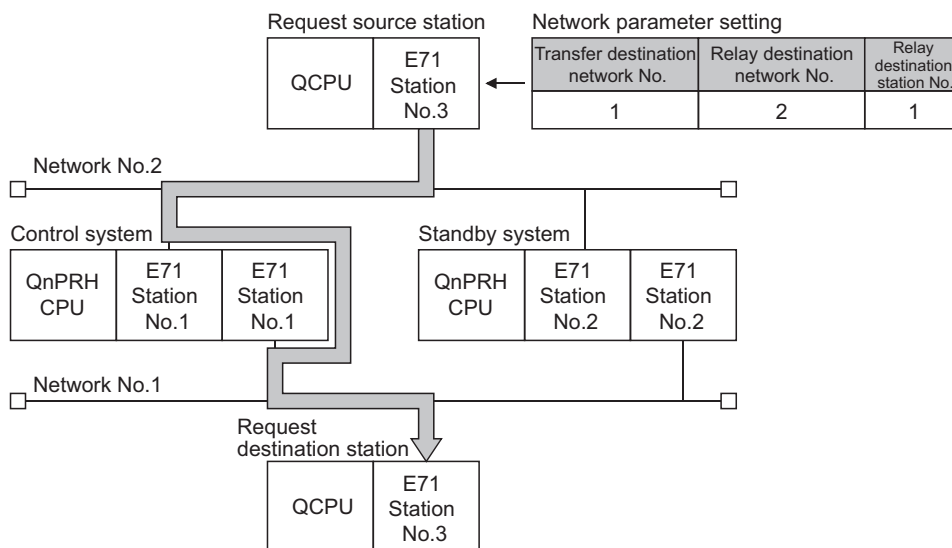 Request source station
Network parameter setting
QCPU
E71
Station
No.3
Transfer destination
network No.
Relay destination
network No.
Relay
destination
station No.
1
2
1
Network No.2
Control system
Standby system
QnPRH
CPU
E71
Station
No.1
E71
Station
No.1
QnPRH
CPU
E71
Station
No.2
E71
Station
No.2
Network No.1
Request
destination station
QCPU
E71
Station
No.3